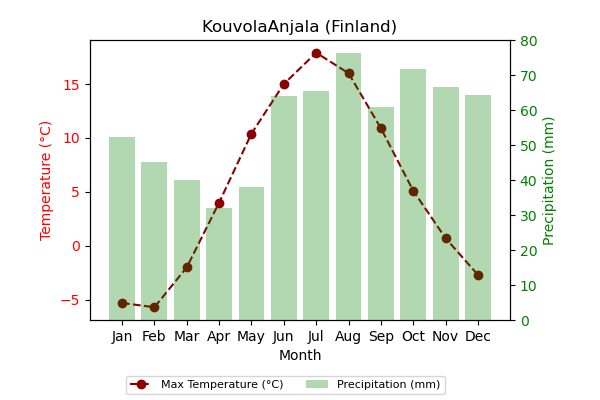 KouvolaAnjala (Finland)
Temperature (°C)
15
10
5
0
−5
80
70
60
50
40
30
20
10
0
Precipitation (mm)
Jan Feb Mar Apr May Jun Jul Aug Sep Oct Nov Dec
Month
Max Temperature (°C) Precipitation (mm)